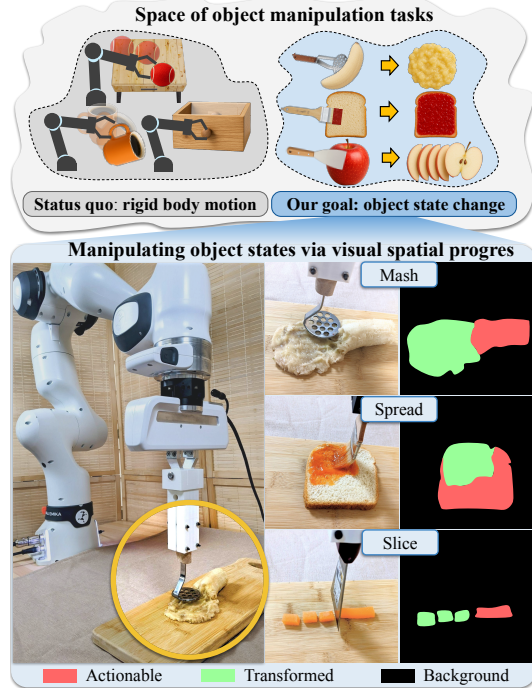 Space of object manipulation tasks
Status quo: rigid body motion
Our goal: object state change
Manipulating object states via visual spatial progres
Mash
Spread
Slice
Actionable
Transformed
Background